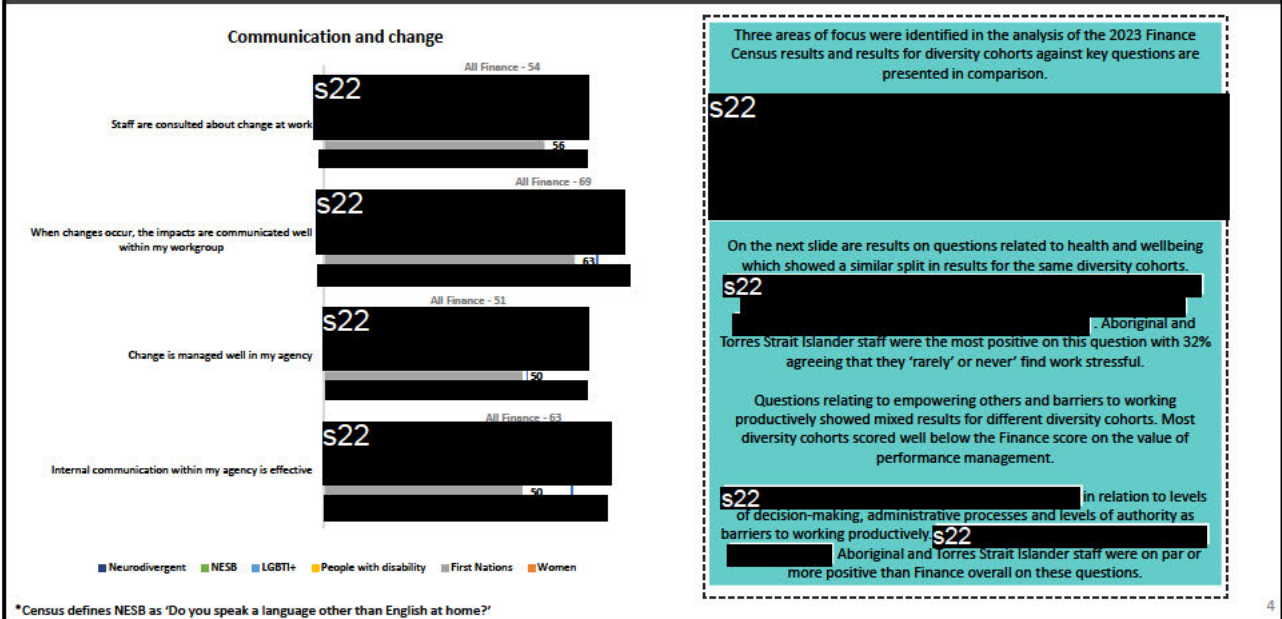 Communication and change
All Finance - 54
s22
Staff are consulted about change at work
56
All Finance - 69
s22
When changes occur, the impacts are communicated well
within my workgroup
63
All Finance - 51
s22
Change is managed well in my agency
50
All Finance - 63
s22
Internal communication within my agency is effective
50
Neurodivergent NESB LGBTI+ People with disability First Nations Women
*Census defines NESB as 'Do you speak a language other than English at home?'
Three areas of focus were identified in the analysis of the 2023 Finance
Census results and results for diversity cohorts against key questions are
presented in comparison.
s22
On the next slide are results on questions related to health and wellbeing
which showed a similar split in results for the same diversity cohorts.
s22
. Aboriginal and
Torres Strait Islander staff were the most positive on this question with 32%
agreeing that they 'rarely' or never' find work stressful.
Questions relating to empowering others and barriers to working
productively showed mixed results for different diversity cohorts. Most
diversity cohorts scored well below the Finance score on the value of
performance management.
s22 in relation to levels
of decision-making, administrative processes and levels of authority as
barriers to working productively. s22
Aboriginal and Torres Strait Islander staff were on par or
more positive than Finance overall on these questions.
4